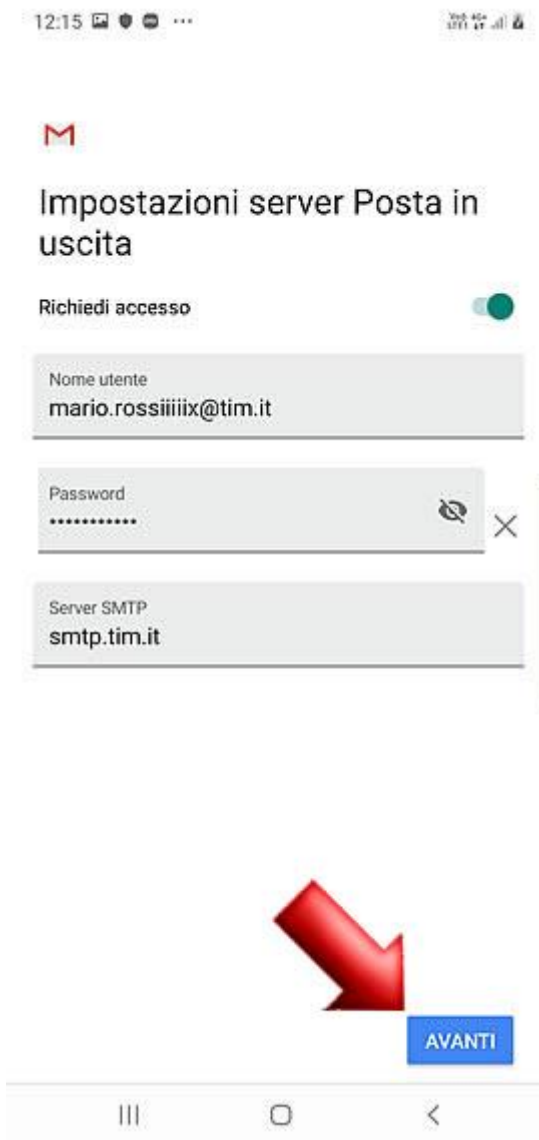 12:15
Impostazioni server Posta in
uscita
Richiedi accesso
Nome utente
mario.rossiiiiix@tim.it
Password
•••••••••••
Server SMTP
smtp.tim.it
AVANTI